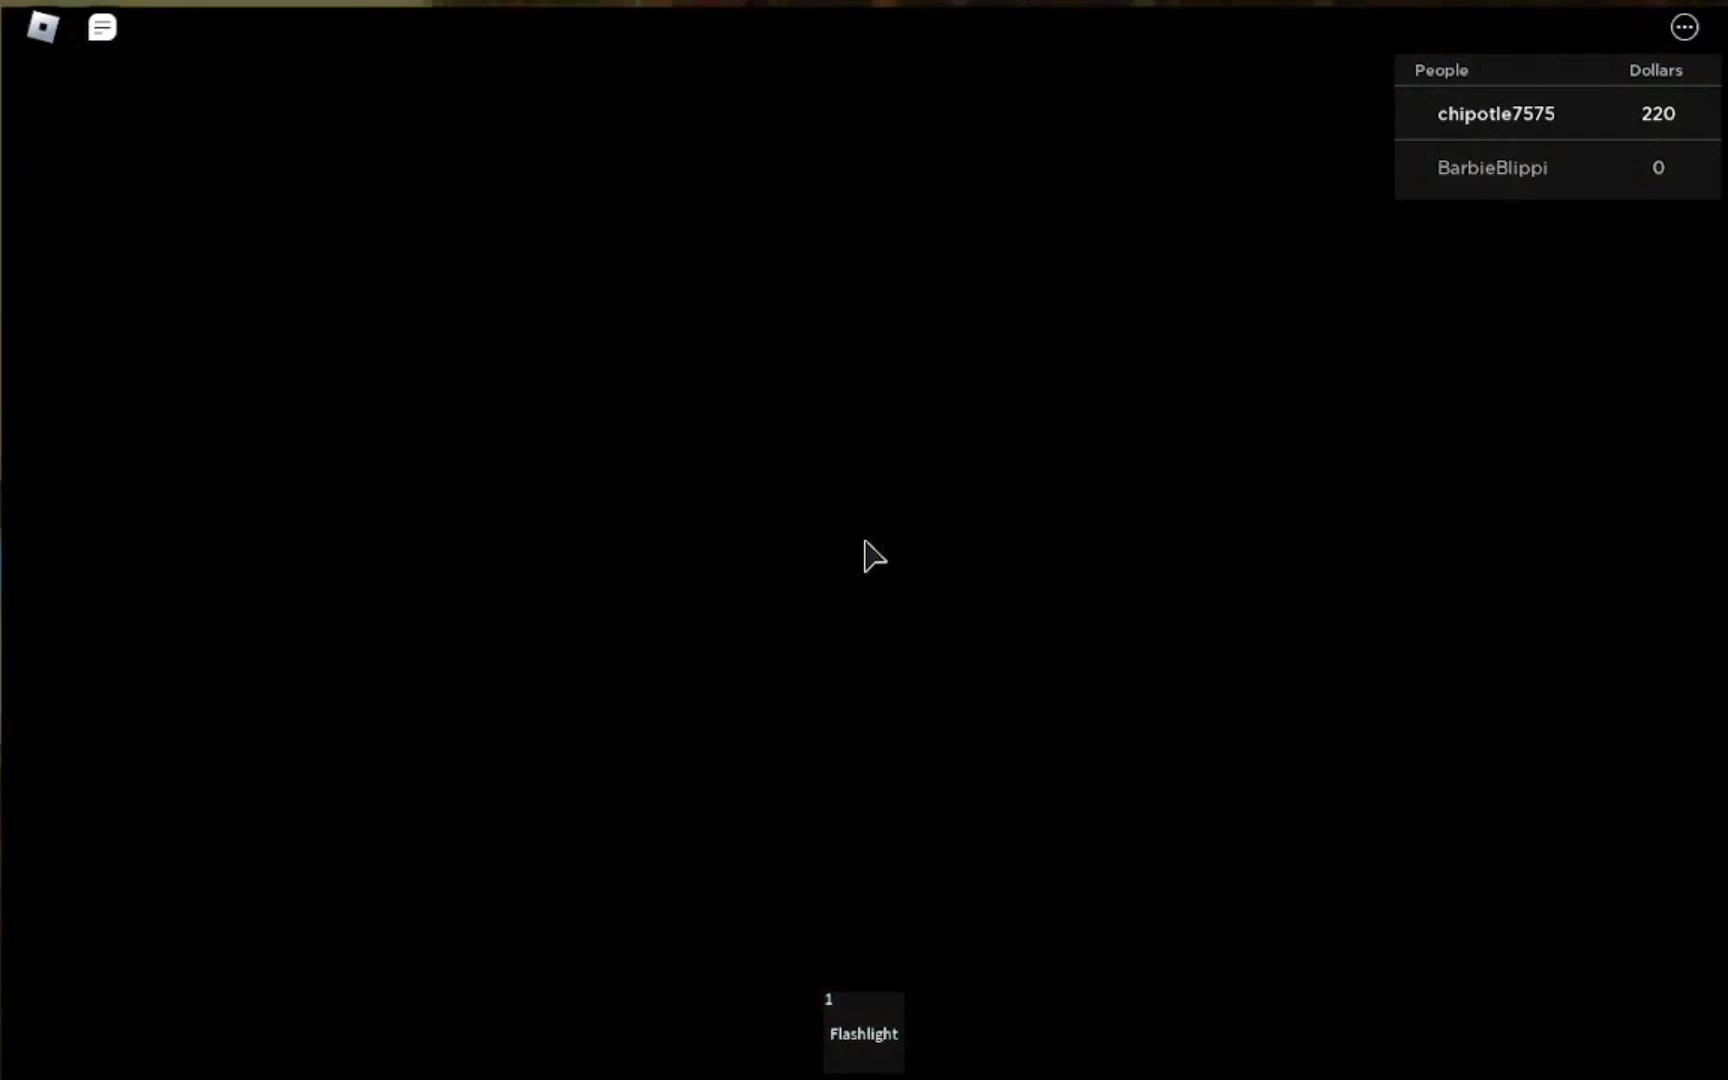 People Dollars
chipotle7575 220
BarbieBlippi 0
1
Flashlight